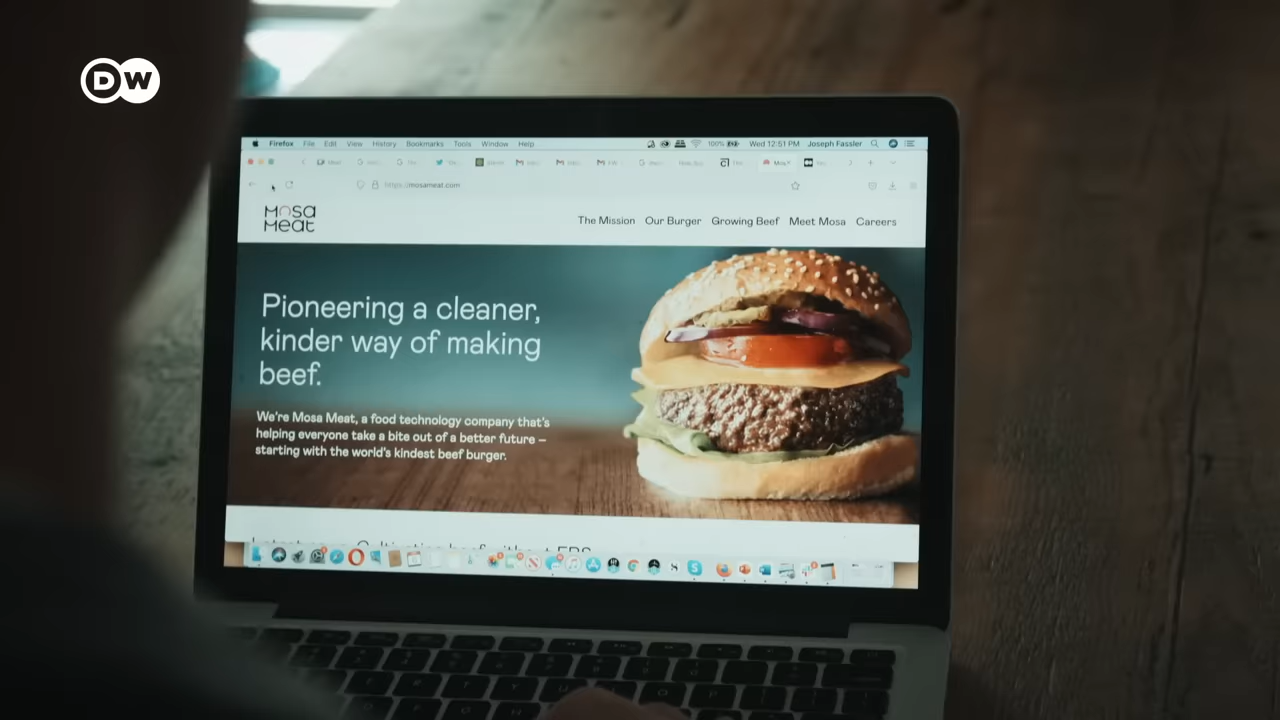 DW
Firefox File Edit View History Bookmarks Tools Window Help 100% Wed 12:51 PM Joseph Fassler
https://mosameat.com
Mosa
Meat
The Mission Our Burger Growing Beef Meet Mosa Careers
Pioneering a cleaner,
kinder way of making
beef.
We're Mosa Meat, a food technology company that's
helping everyone take a bite out of a better future –
starting with the world's kindest beef burger.